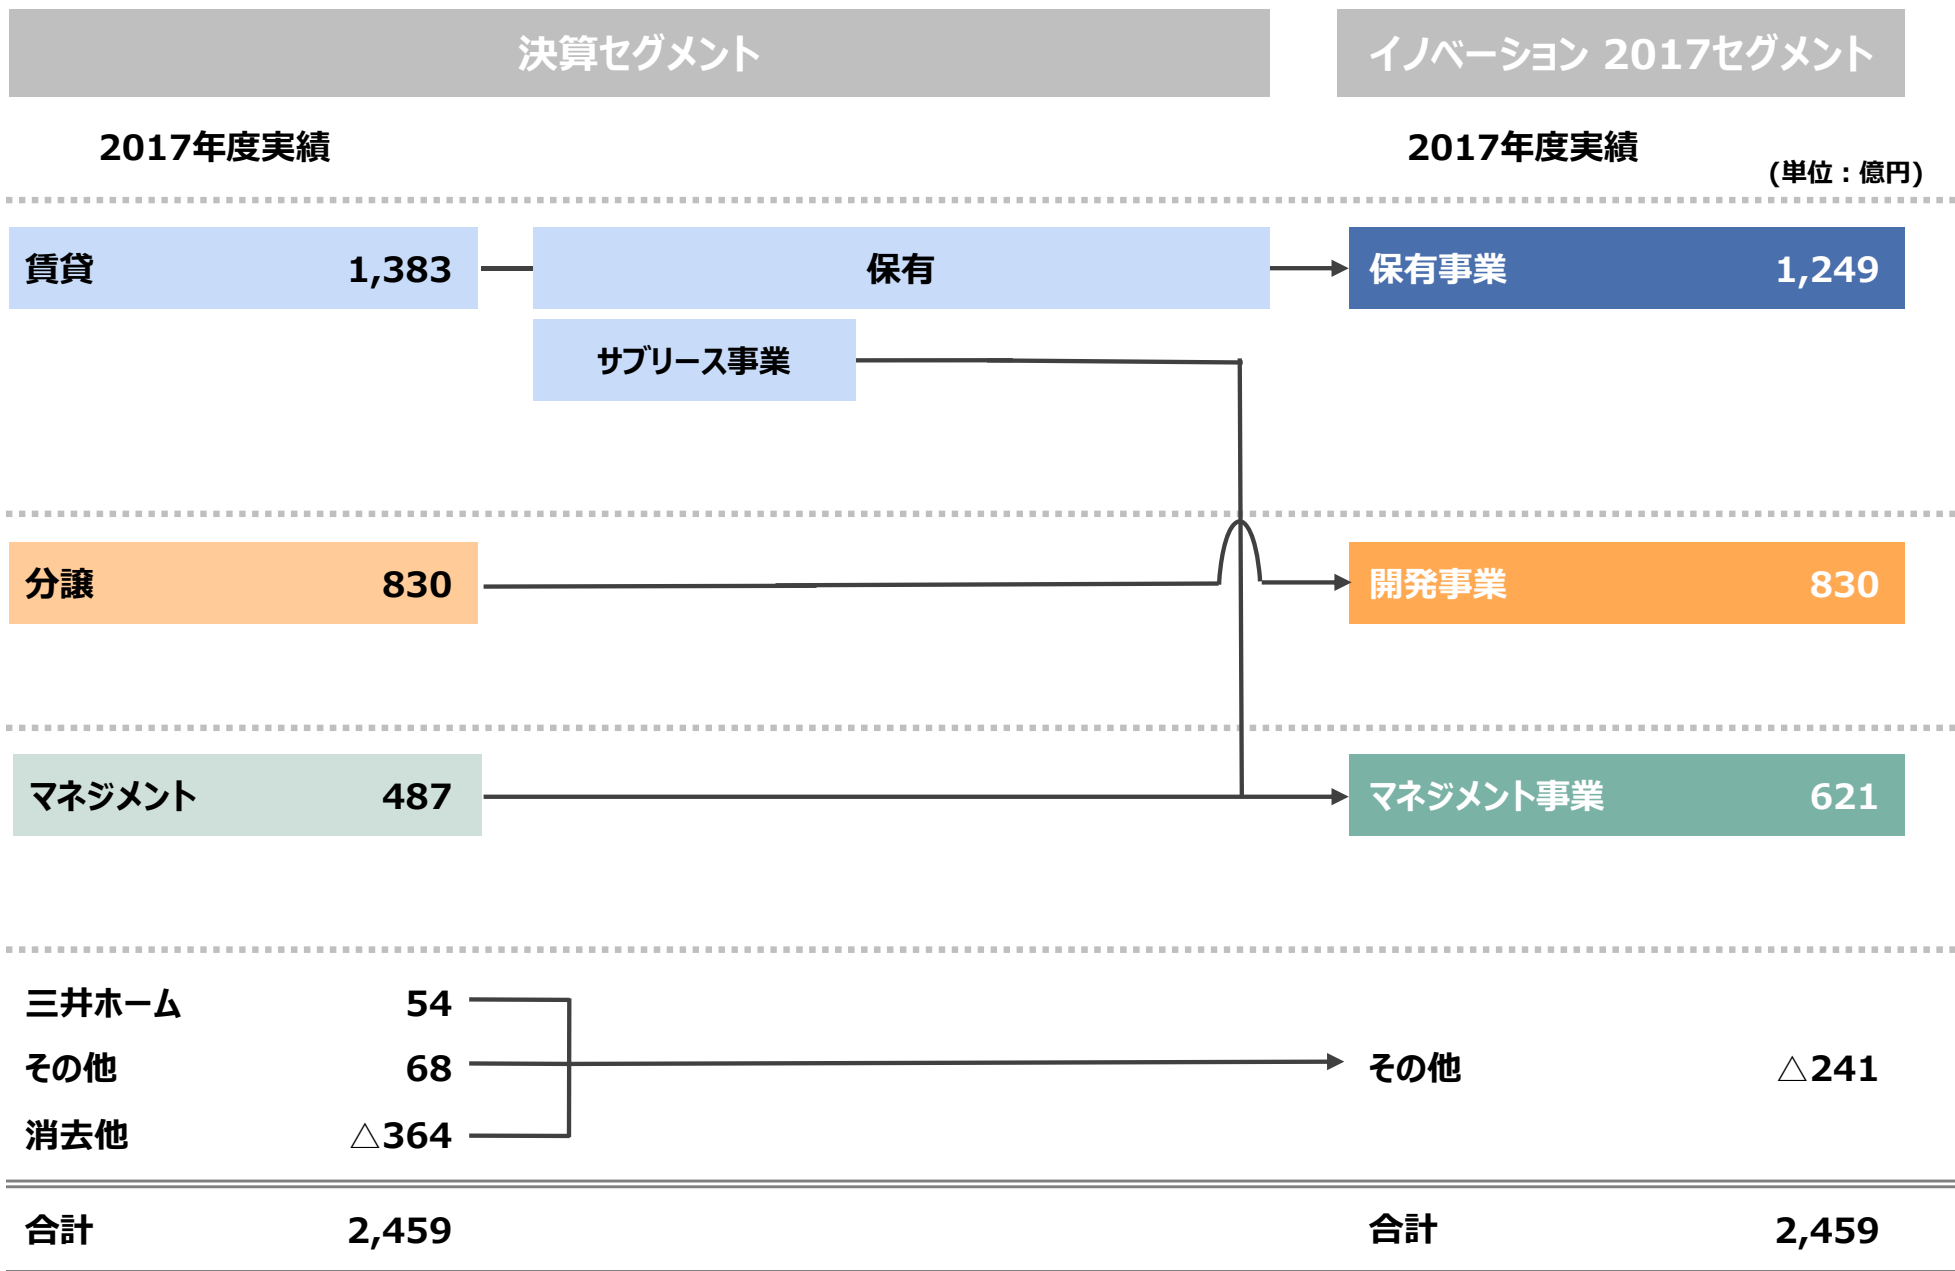 決算セグメント
イノベーション 2017セグメント
2017年度実績
2017年度実績
(単位：億円)
賃貸 1,383
保有
保有事業 1,249
サブリース事業
分譲 830
開発事業 830
マネジメント 487
マネジメント事業 621
三井ホーム 54
その他 68
その他 △241
消去他 △364
合計 2,459
合計 2,459